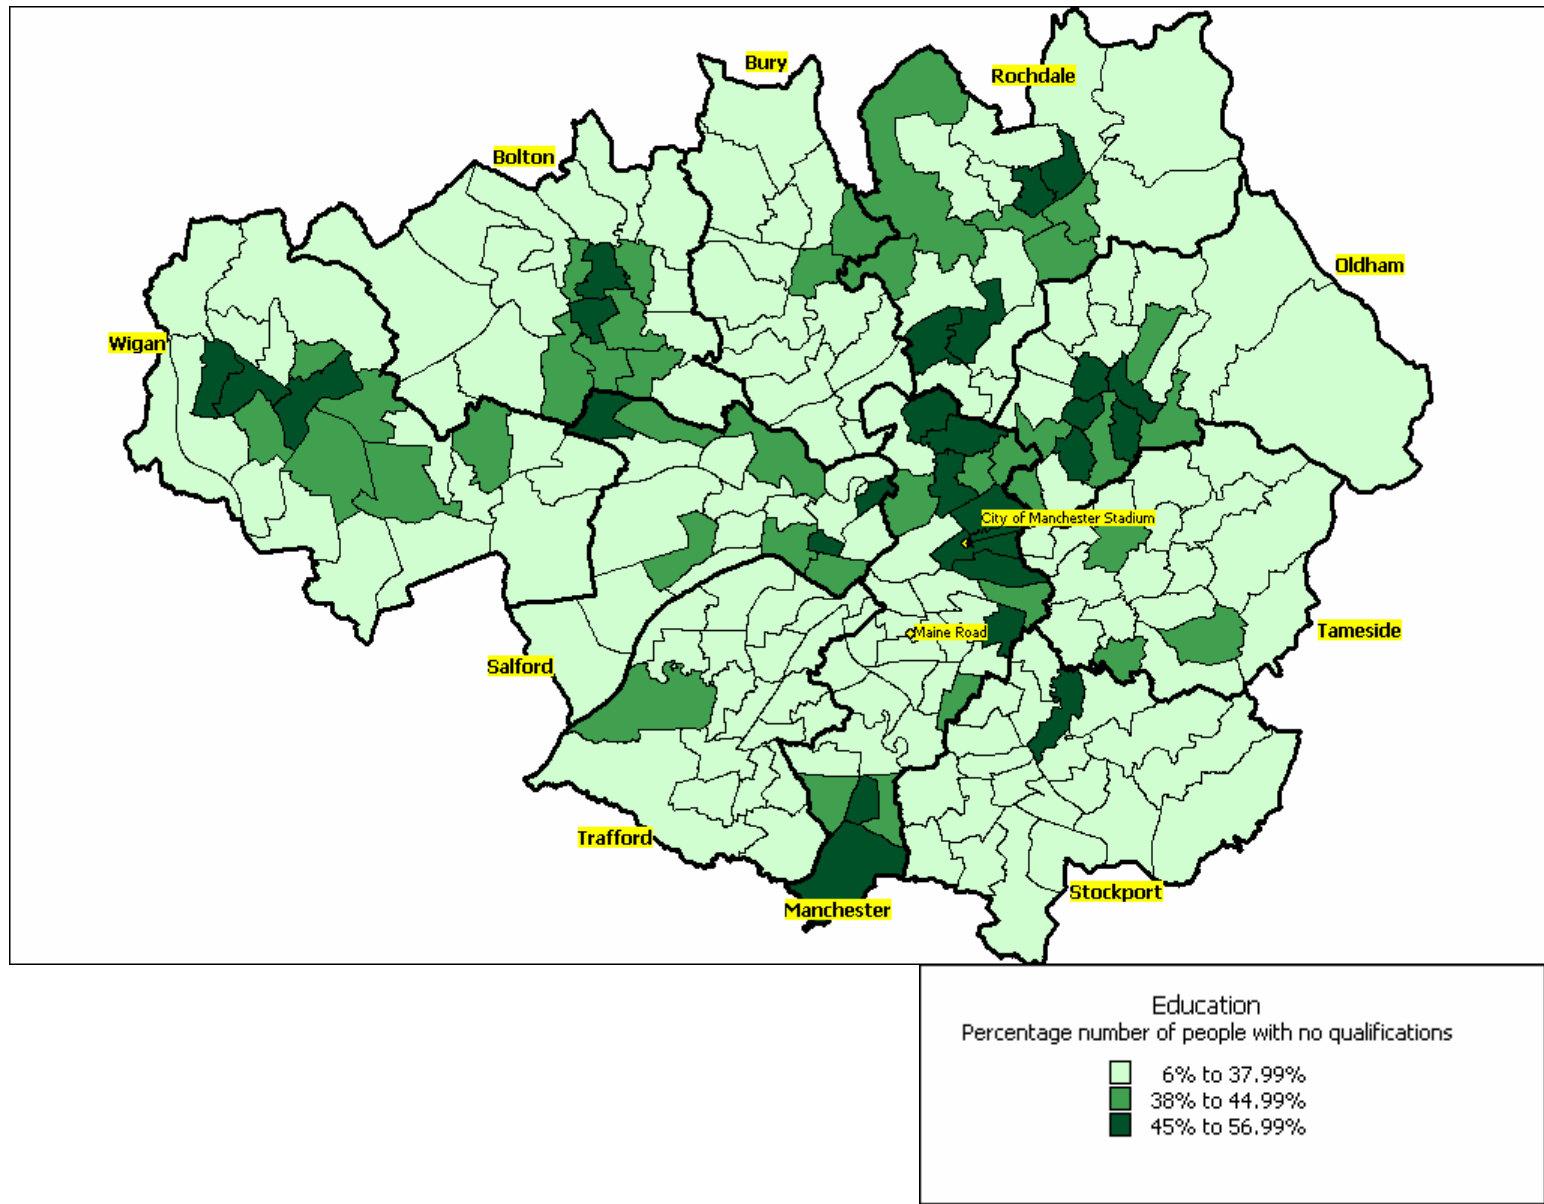 Bury
Rochdale
Bolton
Oldham
Wigan
City of Manchester Stadium
Maine Road
Tameside
Salford
Trafford
Stockport
Manchester
Education
Percentage number of people with no qualifications
6% to 37.99%
38% to 44.99%
45% to 56.99%